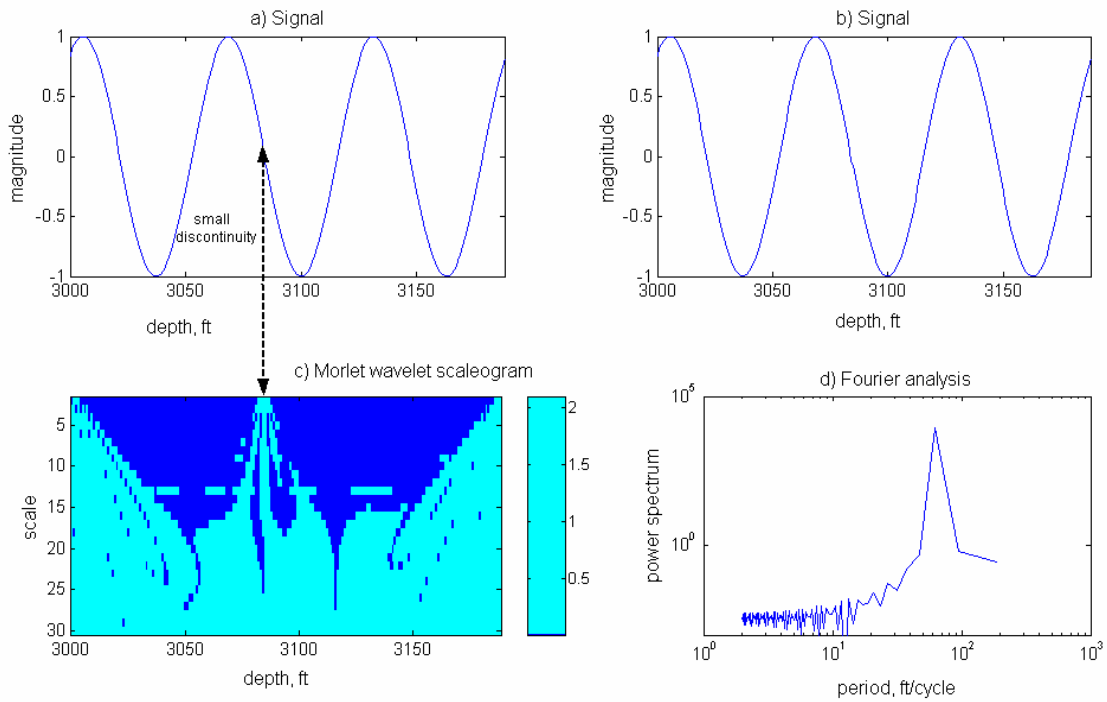 a) Signal
1
0.5
0
-0.5
-1
magnitude
3000
3050
3100
3150
depth, ft
small
discontinuity
b) Signal
1
0.5
0
-0.5
-1
magnitude
3000
3050
3100
3150
depth, ft
c) Morlet wavelet scaleogram
5
10
15
20
25
30
scale
3000
3050
3100
3150
depth, ft
2
1.5
1
0.5
d) Fourier analysis
10^5
10^0
power spectrum
10^0
10^1
10^2
10^3
period, ft/cycle